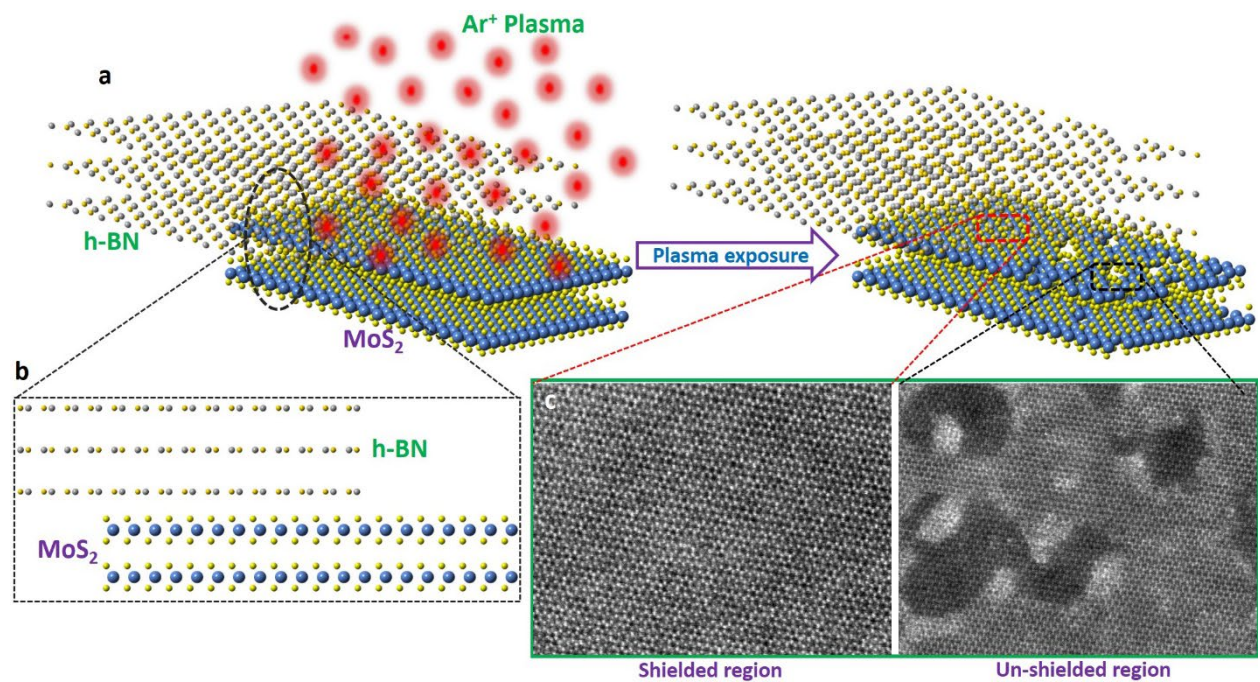 Ar⁺ Plasma
a
h-BN
Plasma exposure
MoS₂
b
h-BN
MoS₂
c
Shielded region
Un-shielded region